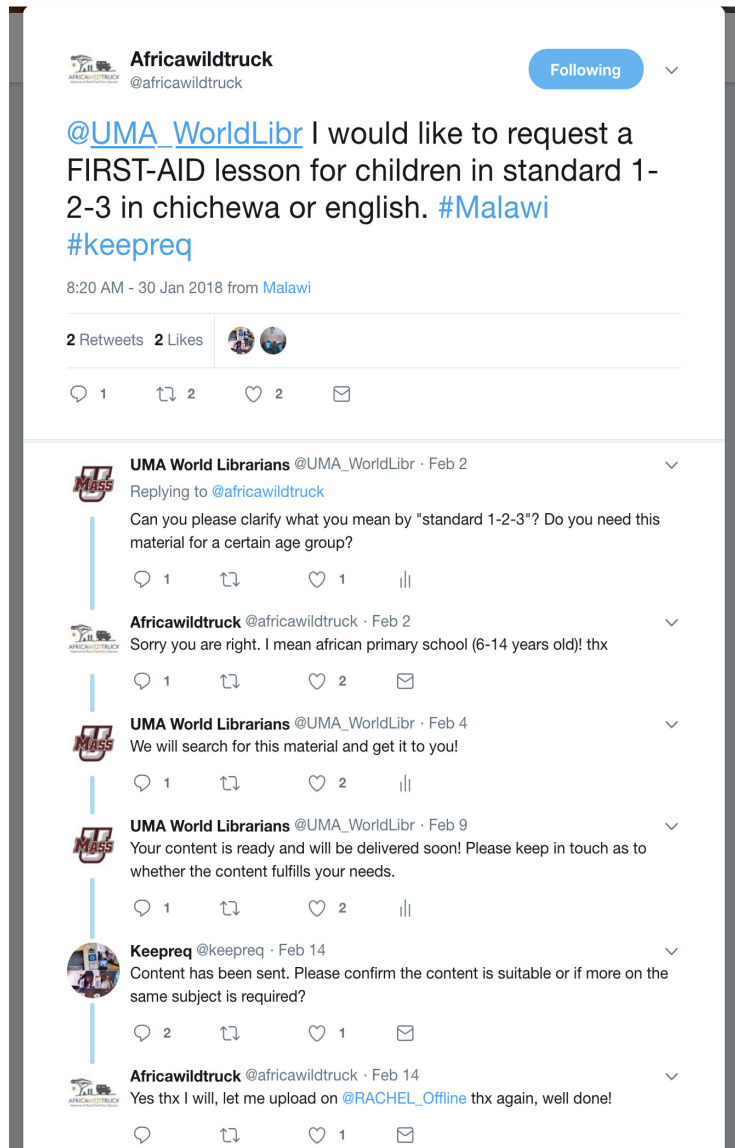 Africawildtruck
@africawildtruck
Following
@UMA_WorldLibr I would like to request a
FIRST-AID lesson for children in standard 1-
2-3 in chichewa or english. #Malawi
#keepreq
8:20 AM - 30 Jan 2018 from Malawi
2 Retweets 2 Likes
1 2 2
UMA World Librarians @UMA_WorldLibr · Feb 2
Replying to @africawildtruck
Can you please clarify what you mean by "standard 1-2-3"? Do you need this
material for a certain age group?
1 1
Africawildtruck @africawildtruck · Feb 2
Sorry you are right. I mean african primary school (6-14 years old)! thx
1 2
UMA World Librarians @UMA_WorldLibr · Feb 4
We will search for this material and get it to you!
1 2
UMA World Librarians @UMA_WorldLibr · Feb 9
Your content is ready and will be delivered soon! Please keep in touch as to
whether the content fulfills your needs.
1 2
Keepreq @keepreq · Feb 14
Content has been sent. Please confirm the content is suitable or if more on the
same subject is required?
2 1
Africawildtruck @africawildtruck · Feb 14
Yes thx I will, let me upload on @RACHEL_Offline thx again, well done!
1